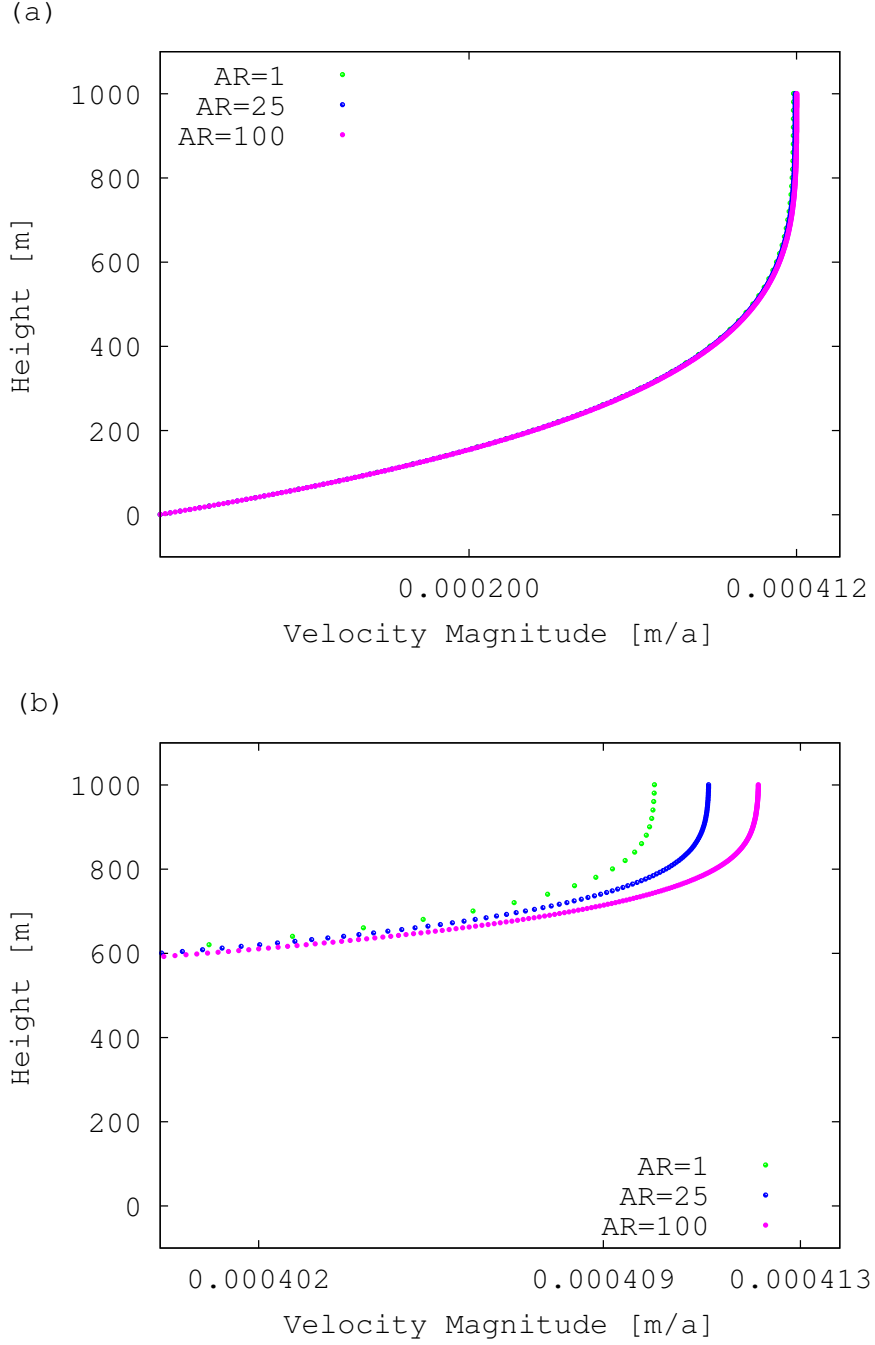 (a)
AR=1
AR=25
AR=100
1000
800
600
400
200
0
Height [m]
0.000200 0.000412
Velocity Magnitude [m/a]
(b)
1000
800
600
400
200
0
Height [m]
AR=1
AR=25
AR=100
0.000402 0.000409 0.000413
Velocity Magnitude [m/a]